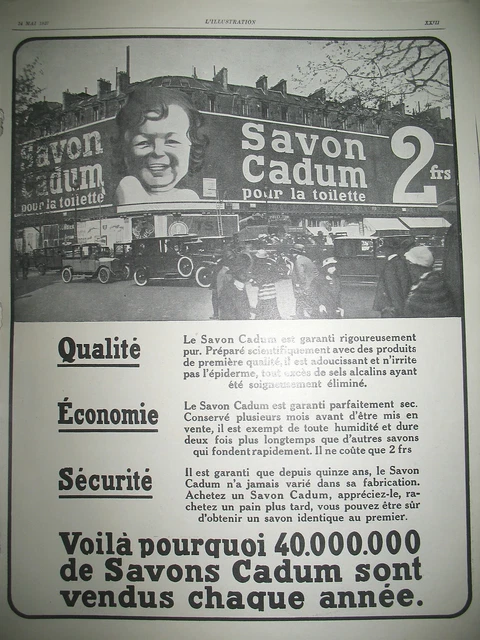 MAI
L'ILLUSTRATION
XXVII
Savon
Cadum
pour la toilette
Savon
Cadum
pour la toilette
2 frs
Qualité
Le Savon Cadum est garanti rigoureusement
pur. Préparé scientifiquement avec des produits
de première qualité, il est adoucissant et n'irrite
pas l'épiderme, tout excès de sels alcalins ayant
été soigneusement éliminé.
Économie
Le Savon Cadum est garanti parfaitement sec.
Conservé plusieurs mois avant d'être mis en
vente, il est exempt de toute humidité et dure
deux fois plus longtemps que d'autres savons
qui fondent rapidement. Il ne coûte que 2 frs
Sécurité
Il est garanti que depuis quinze ans, le Savon
Cadum n'a jamais varié dans sa fabrication.
Achetez un Savon Cadum, appréciez-le, ra-
chetez un pain plus tard, vous pouvez être sûr
d'obtenir un savon identique au premier.
Voilà pourquoi 40.000.000
de Savons Cadum sont
vendus chaque année.